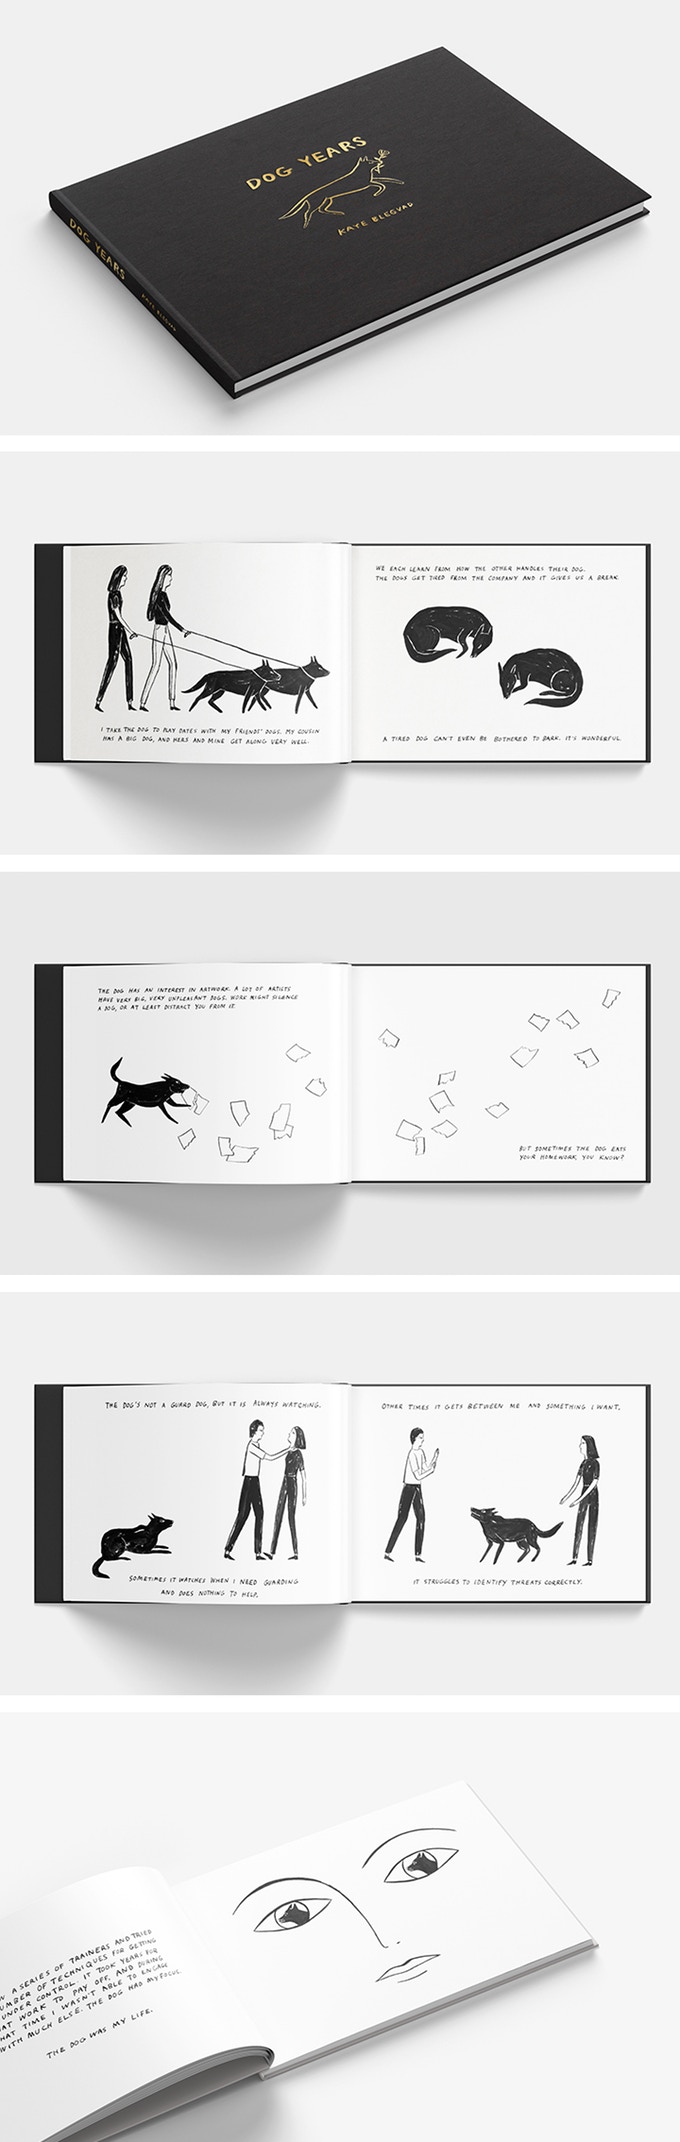 DOG YEARS
KAYE BLEGVAD
DOG YEARS
KAYE BLEGVAD
I TAKE THE DOG TO PLAY DATES WITH MY FRIENDS' DOGS. MY COUSIN
HAS A BIG DOG, AND HERS AND MINE GET ALONG VERY WELL.
WE EACH LEARN FROM HOW THE OTHER HANDLES THEIR DOG.
THE DOGS GET TIRED FROM THE COMPANY AND IT GIVES US A BREAK.
A TIRED DOG CAN'T EVEN BE BOTHERED TO BARK. IT'S WONDERFUL.
THE DOG HAS AN INTEREST IN ARTWORK. A LOT OF ARTISTS
HAVE VERY BIG, VERY UNPLEASANT DOGS. WORK MIGHT SILENCE
A DOG, OR AT LEAST DISTRACT YOU FROM IT.
BUT SOMETIMES THE DOG EATS
YOUR HOMEWORK, YOU KNOW?
THE DOG'S NOT A GUARD DOG, BUT IT IS ALWAYS WATCHING.
SOMETIMES IT WATCHES WHEN I NEED GUARDING
AND DOES NOTHING TO HELP.
OTHER TIMES IT GETS BETWEEN ME AND SOMETHING I WANT.
IT STRUGGLES TO IDENTIFY THREATS CORRECTLY.
A SERIES OF TRAINERS AND TRIED
UMBER OF TECHNIQUES FOR GETTING
UNDER CONTROL. IT TOOK YEARS FOR
AT WORK TO PAY OFF, AND DURING
HAT TIME I WASN'T ABLE TO ENGAGE
WITH MUCH ELSE. THE DOG HAD MY FOCUS.
THE DOG WAS MY LIFE.